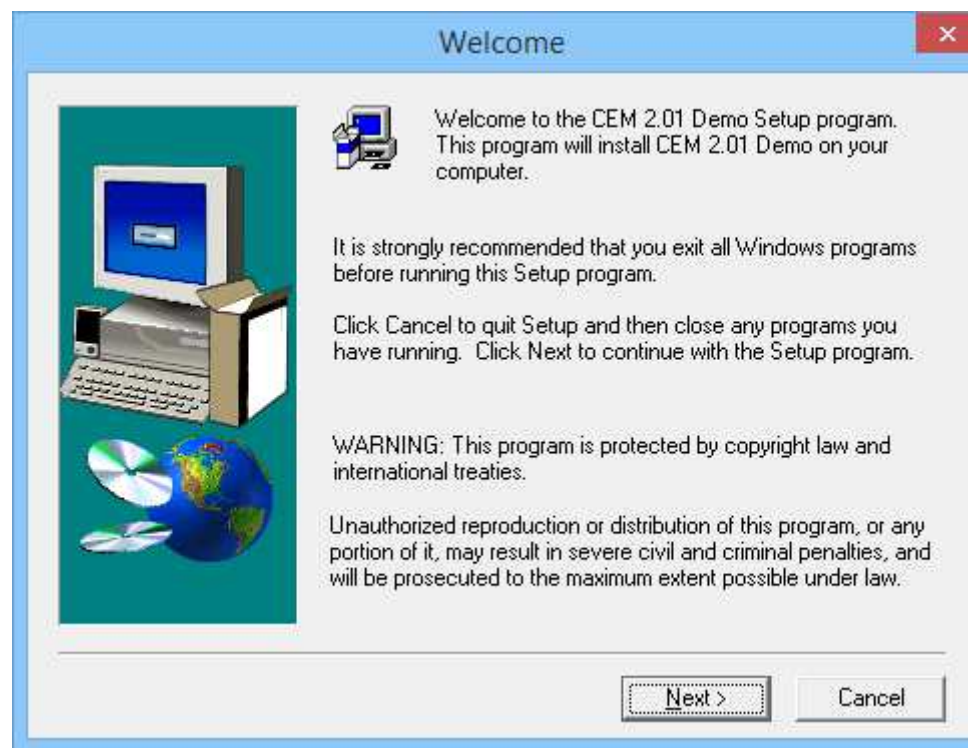 Welcome
Welcome to the CEM 2.01 Demo Setup program.
This program will install CEM 2.01 Demo on your
computer.
It is strongly recommended that you exit all Windows programs
before running this Setup program.
Click Cancel to quit Setup and then close any programs you
have running.  Click Next to continue with the Setup program.
WARNING: This program is protected by copyright law and
international treaties.
Unauthorized reproduction or distribution of this program, or any
portion of it, may result in severe civil and criminal penalties, and
will be prosecuted to the maximum extent possible under law.
Next >
Cancel